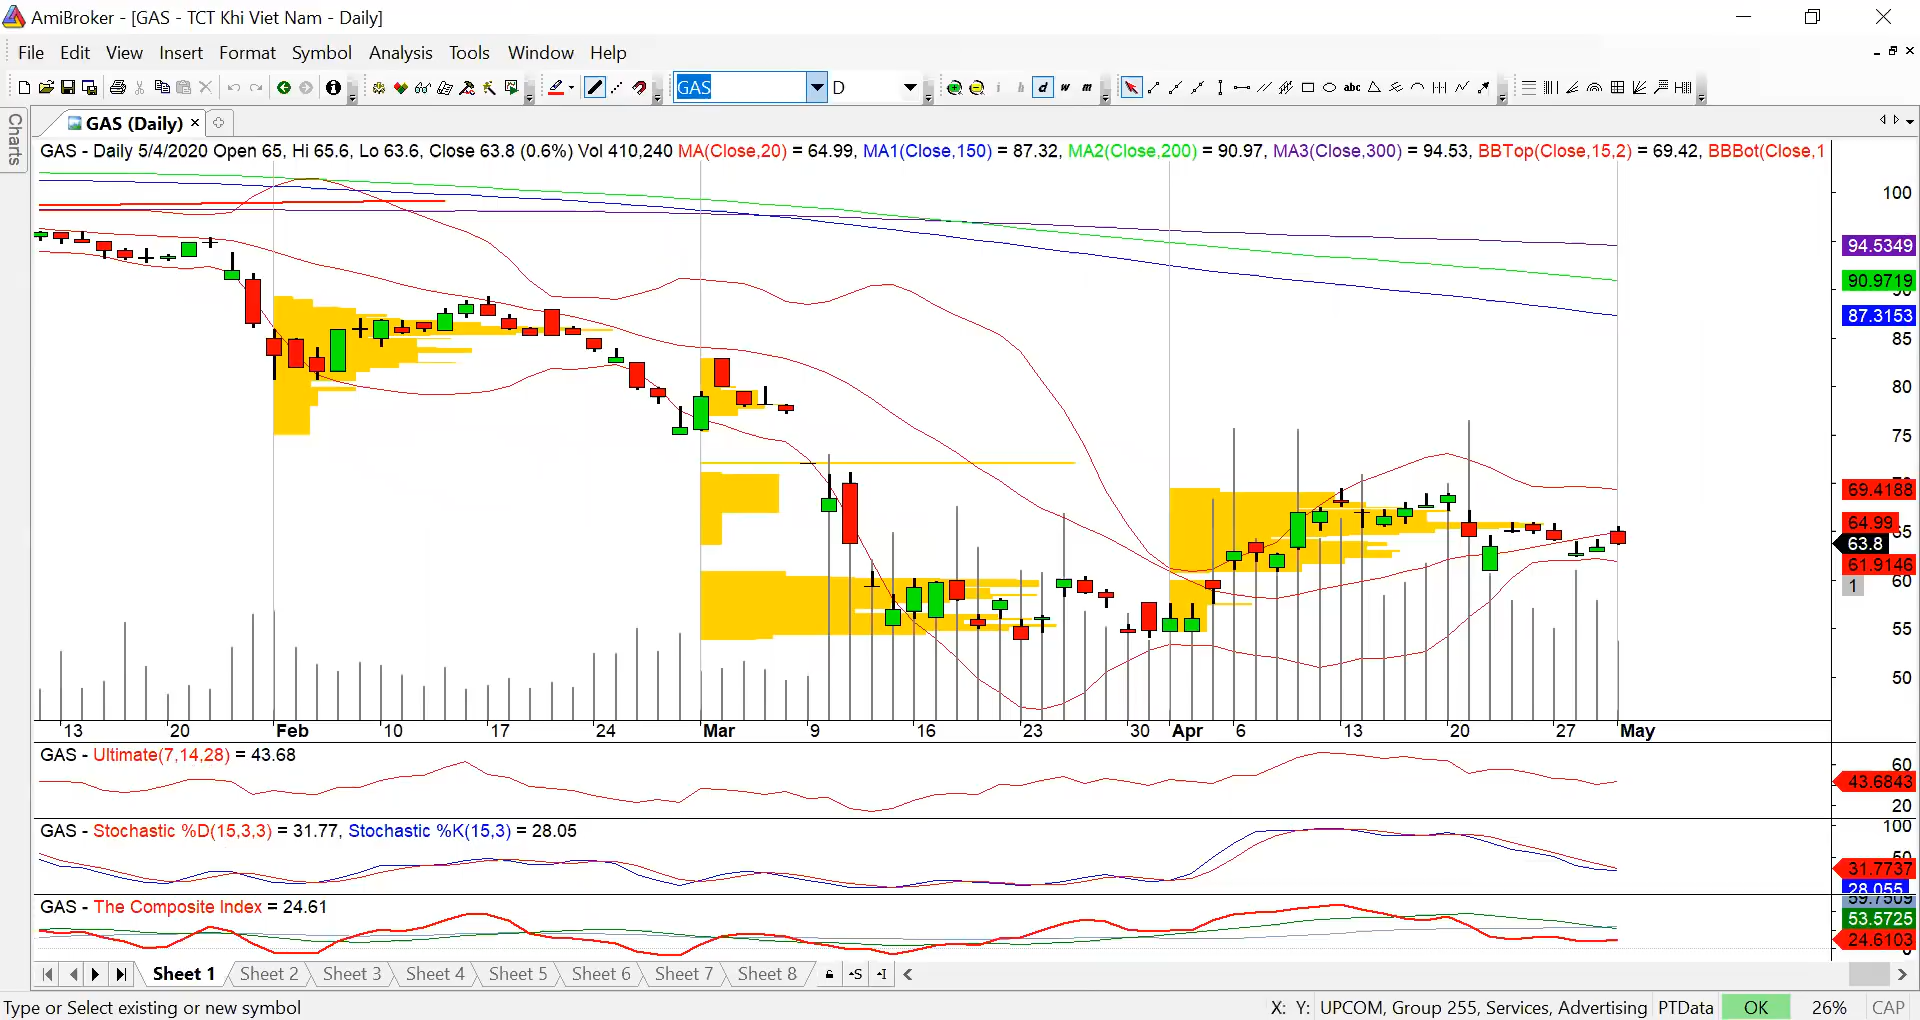 AmiBroker - [GAS - TCT Khi Viet Nam - Daily]
File Edit View Insert Format Symbol Analysis Tools Window Help
GAS D
Charts
GAS (Daily)
GAS - Daily 5/4/2020 Open 65, Hi 65.6, Lo 63.6, Close 63.8 (0.6%) Vol 410,240 MA(Close,20) = 64.99, MA1(Close,150) = 87.32, MA2(Close,200) = 90.97, MA3(Close,300) = 94.53, BBTop(Close,15,2) = 69.42, BBBot(Close,1
100
94.5349
90.9719
87.3153
85
80
75
69.4188
64.99
65
63.8
61.9146
60
1
55
50
13 20 Feb 10 17 24 Mar 9 16 23 30 Apr 6 13 20 27 May
GAS - Ultimate(7,14,28) = 43.68
60
43.6843
20
GAS - Stochastic %D(15,3,3) = 31.77, Stochastic %K(15,3) = 28.05
100
50
31.7737
28.055
GAS - The Composite Index = 24.61
59.7509
53.5725
24.6103
0
Sheet 1 Sheet 2 Sheet 3 Sheet 4 Sheet 5 Sheet 6 Sheet 7 Sheet 8
Type or Select existing or new symbol X: Y: UPCOM, Group 255, Services, Advertising PTData OK 26% CAP